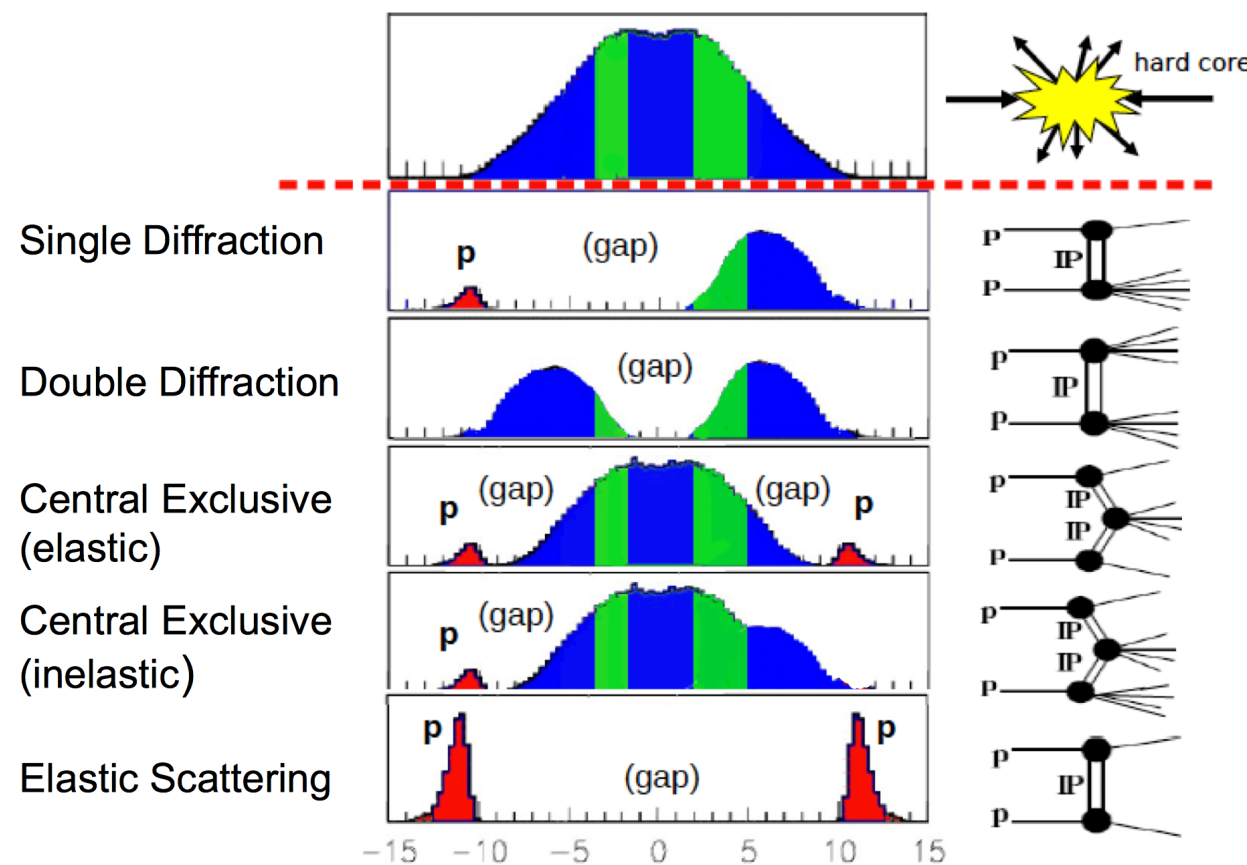 hard core
Single Diffraction
p
(gap)
p
p
IP
Double Diffraction
(gap)
p
p
IP
Central Exclusive
(elastic)
p
(gap)
(gap)
p
p
IP
IP
p
Central Exclusive
(inelastic)
p
(gap)
p
IP
IP
p
Elastic Scattering
p
(gap)
p
p
IP
p
-15 -10 -5 0 5 10 15